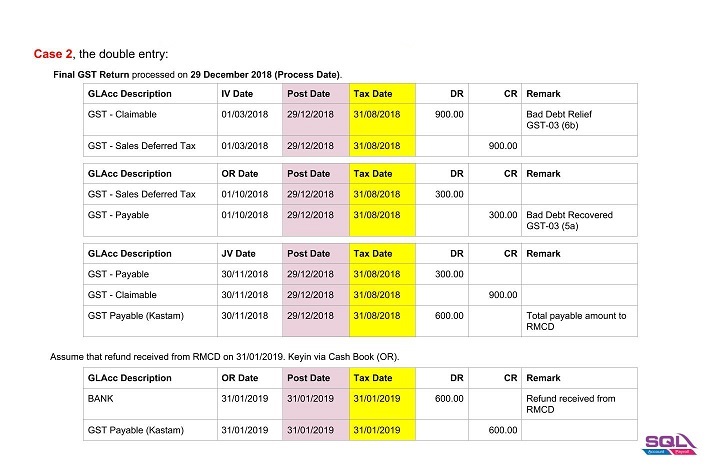 Case 2, the double entry:
Final GST Return processed on 29 December 2018 (Process Date).
GLAcc Description IV Date Post Date Tax Date DR CR Remark
GST - Claimable 01/03/2018 29/12/2018 31/08/2018 900.00 Bad Debt Relief
GST-03 (6b)
GST - Sales Deferred Tax 01/03/2018 29/12/2018 31/08/2018 900.00
GLAcc Description OR Date Post Date Tax Date DR CR Remark
GST - Sales Deferred Tax 01/10/2018 29/12/2018 31/08/2018 300.00
GST - Payable 01/10/2018 29/12/2018 31/08/2018 300.00 Bad Debt Recovered
GST-03 (5a)
GLAcc Description JV Date Post Date Tax Date DR CR Remark
GST - Payable 30/11/2018 29/12/2018 31/08/2018 300.00
GST - Claimable 30/11/2018 29/12/2018 31/08/2018 900.00
GST Payable (Kastam) 30/11/2018 29/12/2018 31/08/2018 600.00 Total payable amount to
RMCD
Assume that refund received from RMCD on 31/01/2019. Keyin via Cash Book (OR).
GLAcc Description OR Date Post Date Tax Date DR CR Remark
BANK 31/01/2019 31/01/2019 31/01/2019 600.00 Refund received from
RMCD
GST Payable (Kastam) 31/01/2019 31/01/2019 31/01/2019 600.00
SQL
Account Payroll